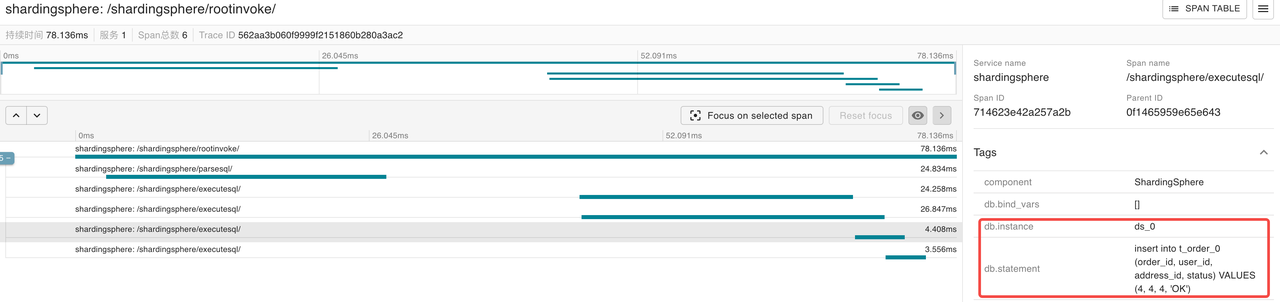 shardingsphere: /shardingsphere/rootinvoke/
SPAN TABLE
持续时间 78.136ms 服务 1 Span总数 6 Trace ID 562aa3b060f9999f2151860b280a3ac2
0ms 26.045ms 52.091ms 78.136ms
Focus on selected span Reset focus
0ms 26.045ms 52.091ms 78.136ms
5 −
shardingsphere: /shardingsphere/rootinvoke/ 78.136ms
shardingsphere: /shardingsphere/parsesql/ 24.834ms
shardingsphere: /shardingsphere/executesql/ 24.258ms
shardingsphere: /shardingsphere/executesql/ 26.847ms
shardingsphere: /shardingsphere/executesql/ 4.408ms
shardingsphere: /shardingsphere/executesql/ 3.556ms
Service name Span name
shardingsphere /shardingsphere/executesql/
Span ID Parent ID
714623e42a257a2b 0f1465959e65e643
Tags
component ShardingSphere
db.bind_vars []
db.instance ds_0
db.statement insert into t_order_0
(order_id, user_id,
address_id, status) VALUES
(4, 4, 4, 'OK')